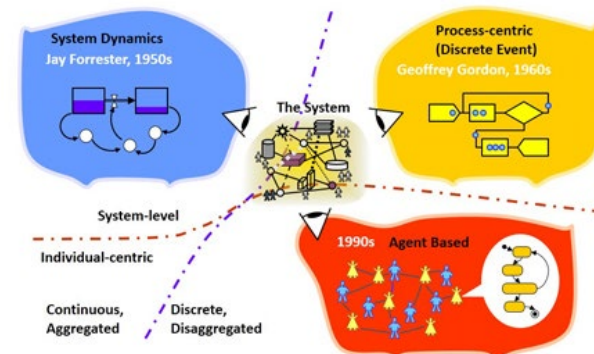 System Dynamics
Jay Forrester, 1950s
Process-centric
(Discrete Event)
Geoffrey Gordon, 1960s
The System
System-level
Individual-centric
1990s Agent Based
Continuous,
Aggregated
Discrete,
Disaggregated